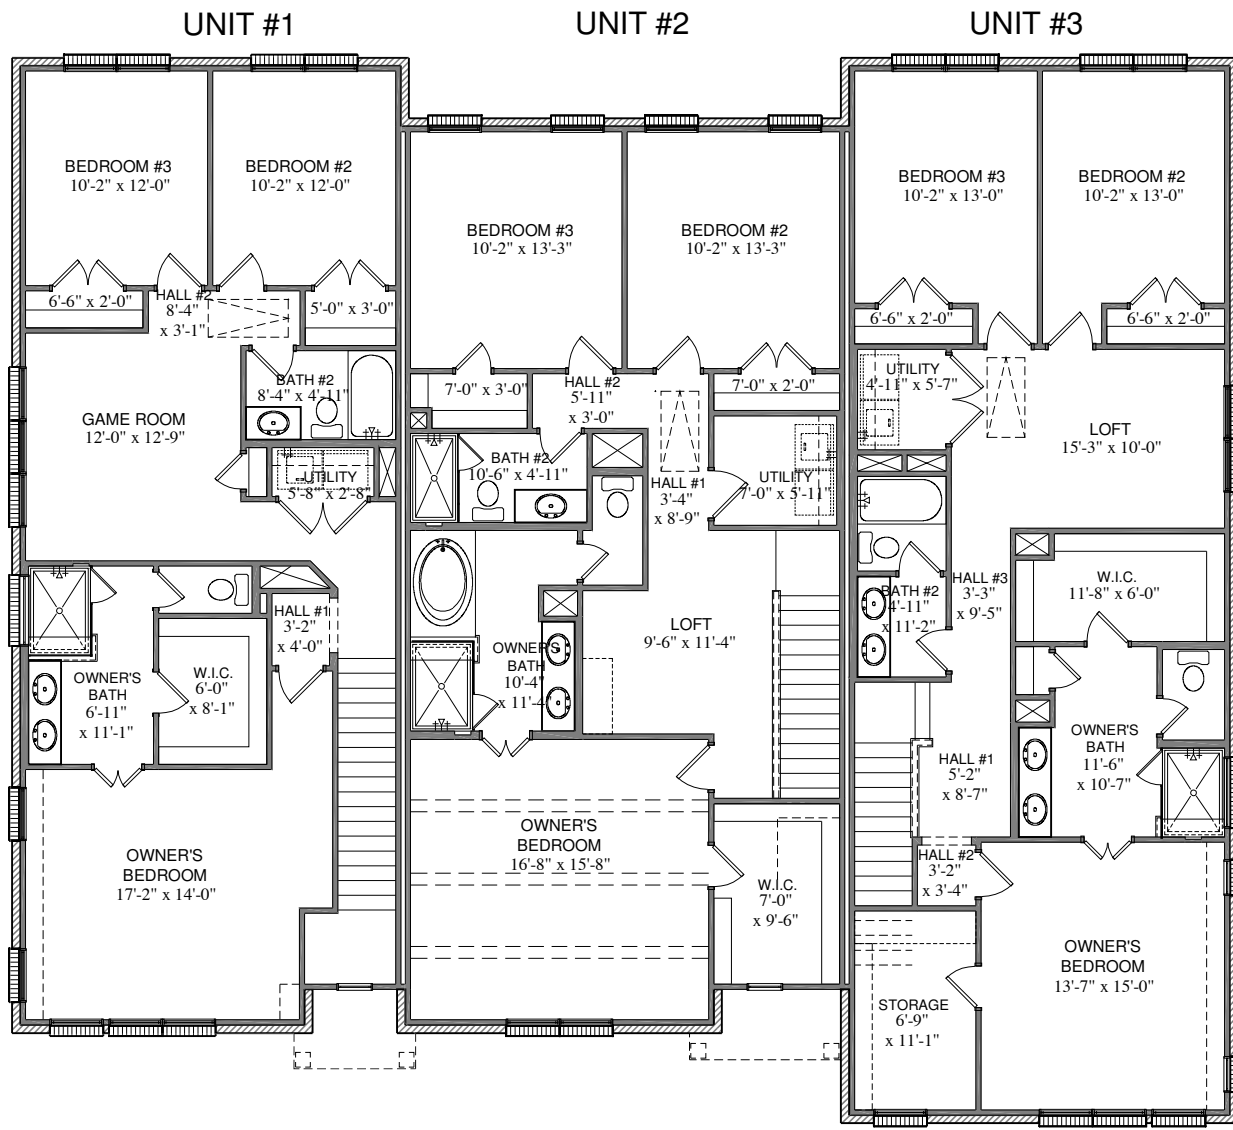 UNIT #1
UNIT #2
UNIT #3
BEDROOM #3
10'-2" x 12'-0"
BEDROOM #2
10'-2" x 12'-0"
6'-6" x 2'-0"
HALL #2
8'-4"
x 3'-1"
5'-0" x 3'-0"
BATH #2
8'-4" x 4'-11"
GAME ROOM
12'-0" x 12'-9"
UTILITY
5'-8" x 2'-8"
HALL #1
3'-2"
x 4'-0"
OWNER'S
BATH
6'-11"
x 11'-1"
W.I.C.
6'-0"
x 8'-1"
OWNER'S
BEDROOM
17'-2" x 14'-0"
BEDROOM #3
10'-2" x 13'-3"
BEDROOM #2
10'-2" x 13'-3"
7'-0" x 3'-0"
HALL #2
5'-11"
x 3'-0"
7'-0" x 2'-0"
BATH #2
10'-6" x 4'-11"
HALL #1
3'-4"
x 8'-9"
UTILITY
7'-0" x 5'-11"
LOFT
9'-6" x 11'-4"
OWNER'S
BATH
10'-4"
x 11'-4
OWNER'S
BEDROOM
16'-8" x 15'-8"
W.I.C.
7'-0"
x 9'-6"
BEDROOM #3
10'-2" x 13'-0"
BEDROOM #2
10'-2" x 13'-0"
6'-6" x 2'-0"
6'-6" x 2'-0"
UTILITY
4'-11" x 5'-7"
LOFT
15'-3" x 10'-0"
HALL #3
3'-3"
x 9'-5"
W.I.C.
11'-8" x 6'-0"
BATH #2
4'-11"
x 11'-2"
OWNER'S
BATH
11'-6"
x 10'-7"
HALL #1
5'-2"
x 8'-7"
HALL #2
3'-2"
x 3'-4"
OWNER'S
BEDROOM
13'-7" x 15'-0"
STORAGE
6'-9"
x 11'-1"